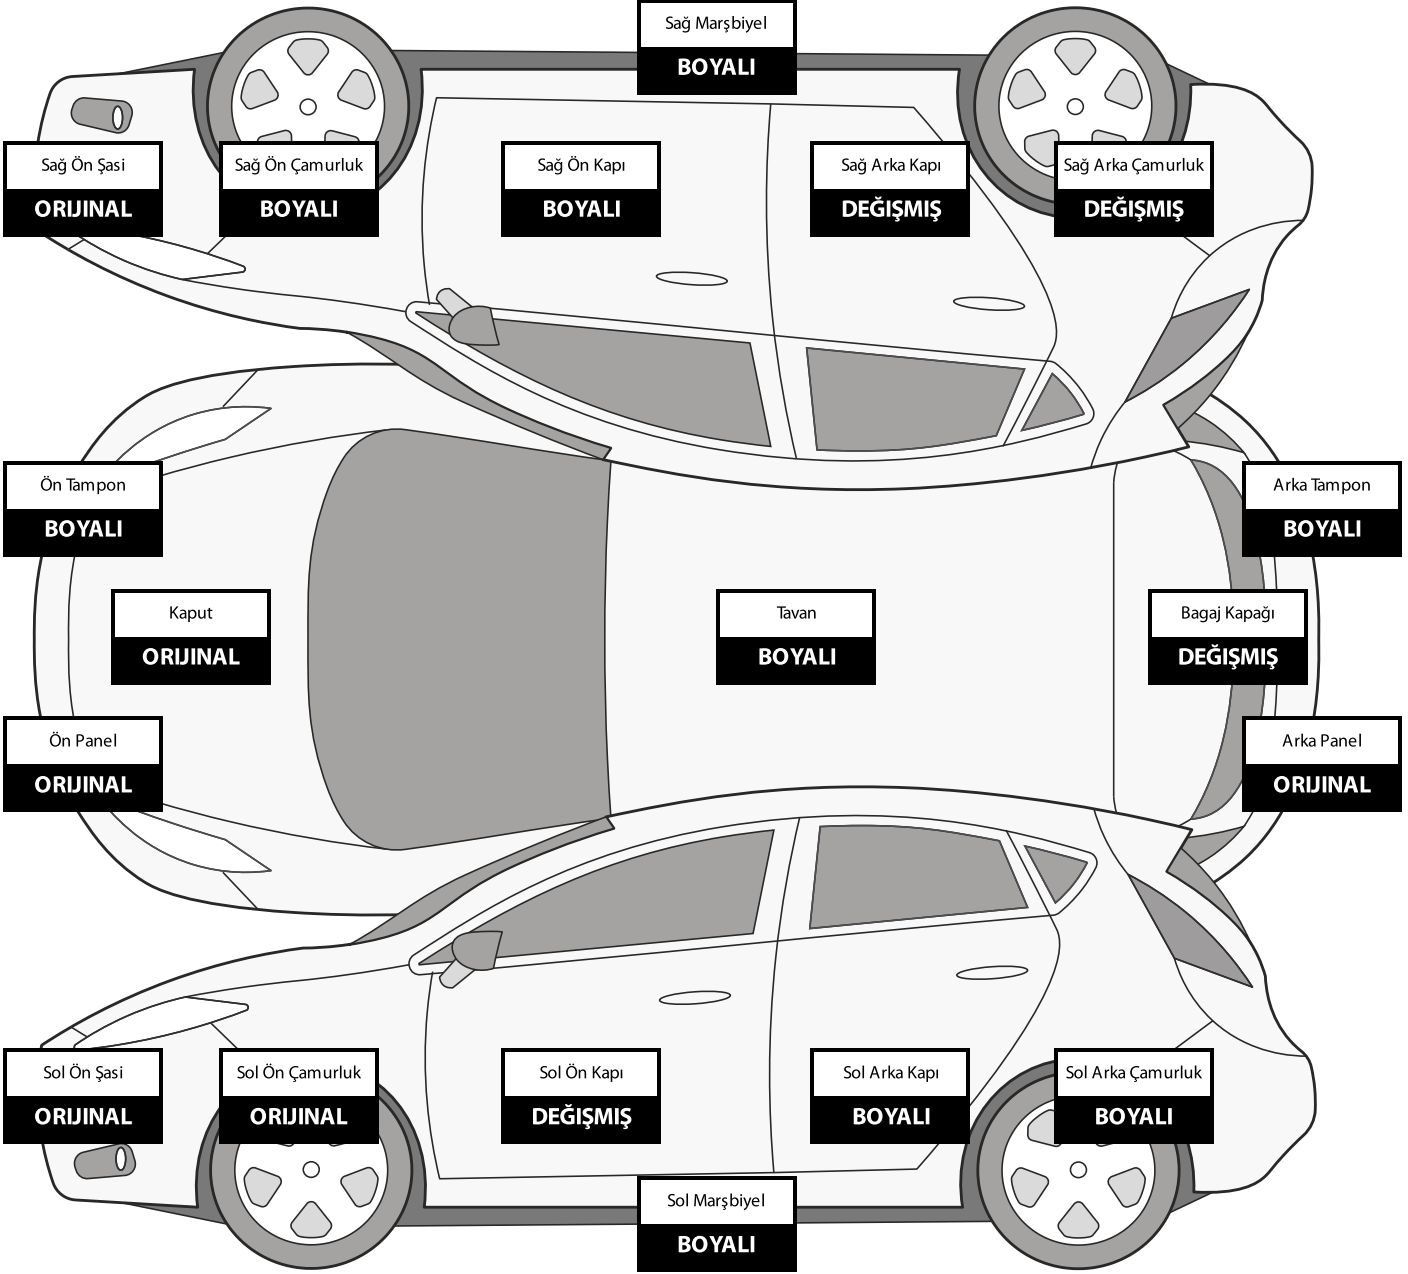 Sağ Marşbiyel
BOYALI
Sağ Ön Şasi
ORIJINAL
Sağ Ön Çamurluk
BOYALI
Sağ Ön Kapı
BOYALI
Sağ Arka Kapı
DEĞIŞMIŞ
Sağ Arka Çamurluk
DEĞIŞMIŞ
Ön Tampon
BOYALI
Arka Tampon
BOYALI
Kaput
ORIJINAL
Tavan
BOYALI
Bagaj Kapağı
DEĞIŞMIŞ
Ön Panel
ORIJINAL
Arka Panel
ORIJINAL
Sol Ön Şasi
ORIJINAL
Sol Ön Çamurluk
ORIJINAL
Sol Ön Kapı
DEĞIŞMIŞ
Sol Arka Kapı
BOYALI
Sol Arka Çamurluk
BOYALI
Sol Marşbiyel
BOYALI